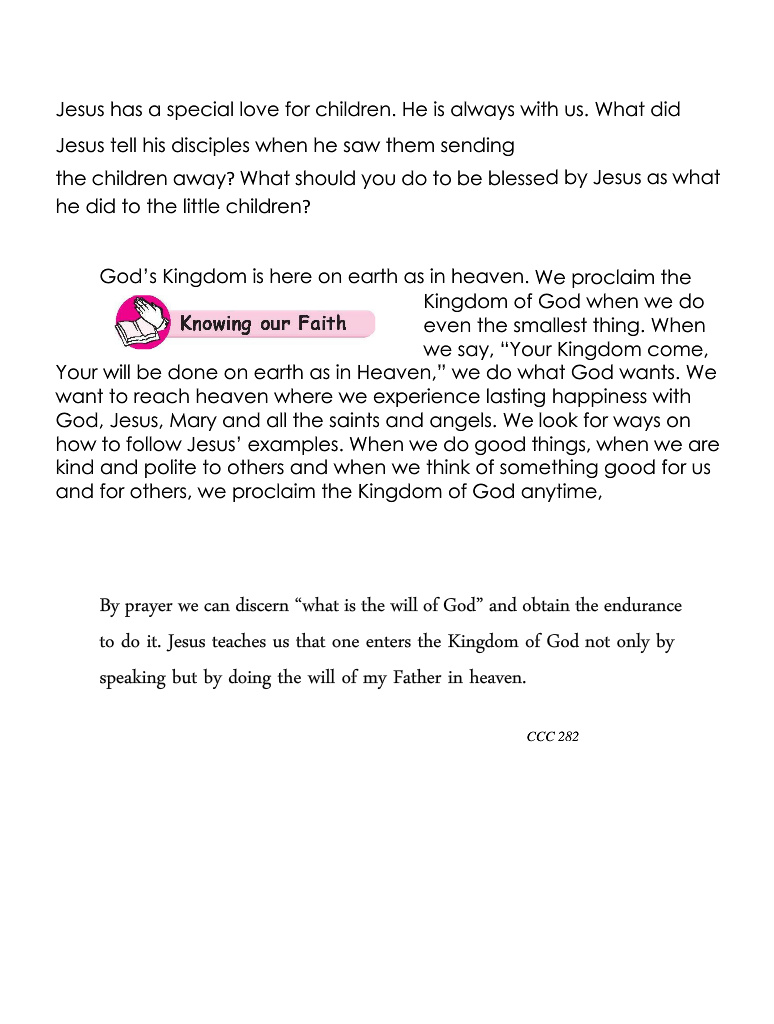 Jesus has a special love for children. He is always with us. What did
Jesus tell his disciples when he saw them sending
the children away? What should you do to be blessed by Jesus as what
he did to the little children?
God’s Kingdom is here on earth as in heaven. We proclaim the
Knowing our Faith
Kingdom of God when we do
even the smallest thing. When
we say, “Your Kingdom come,
Your will be done on earth as in Heaven,” we do what God wants. We
want to reach heaven where we experience lasting happiness with
God, Jesus, Mary and all the saints and angels. We look for ways on
how to follow Jesus’ examples. When we do good things, when we are
kind and polite to others and when we think of something good for us
and for others, we proclaim the Kingdom of God anytime,
By prayer we can discern “what is the will of God” and obtain the endurance
to do it. Jesus teaches us that one enters the Kingdom of God not only by
speaking but by doing the will of my Father in heaven.
CCC 282